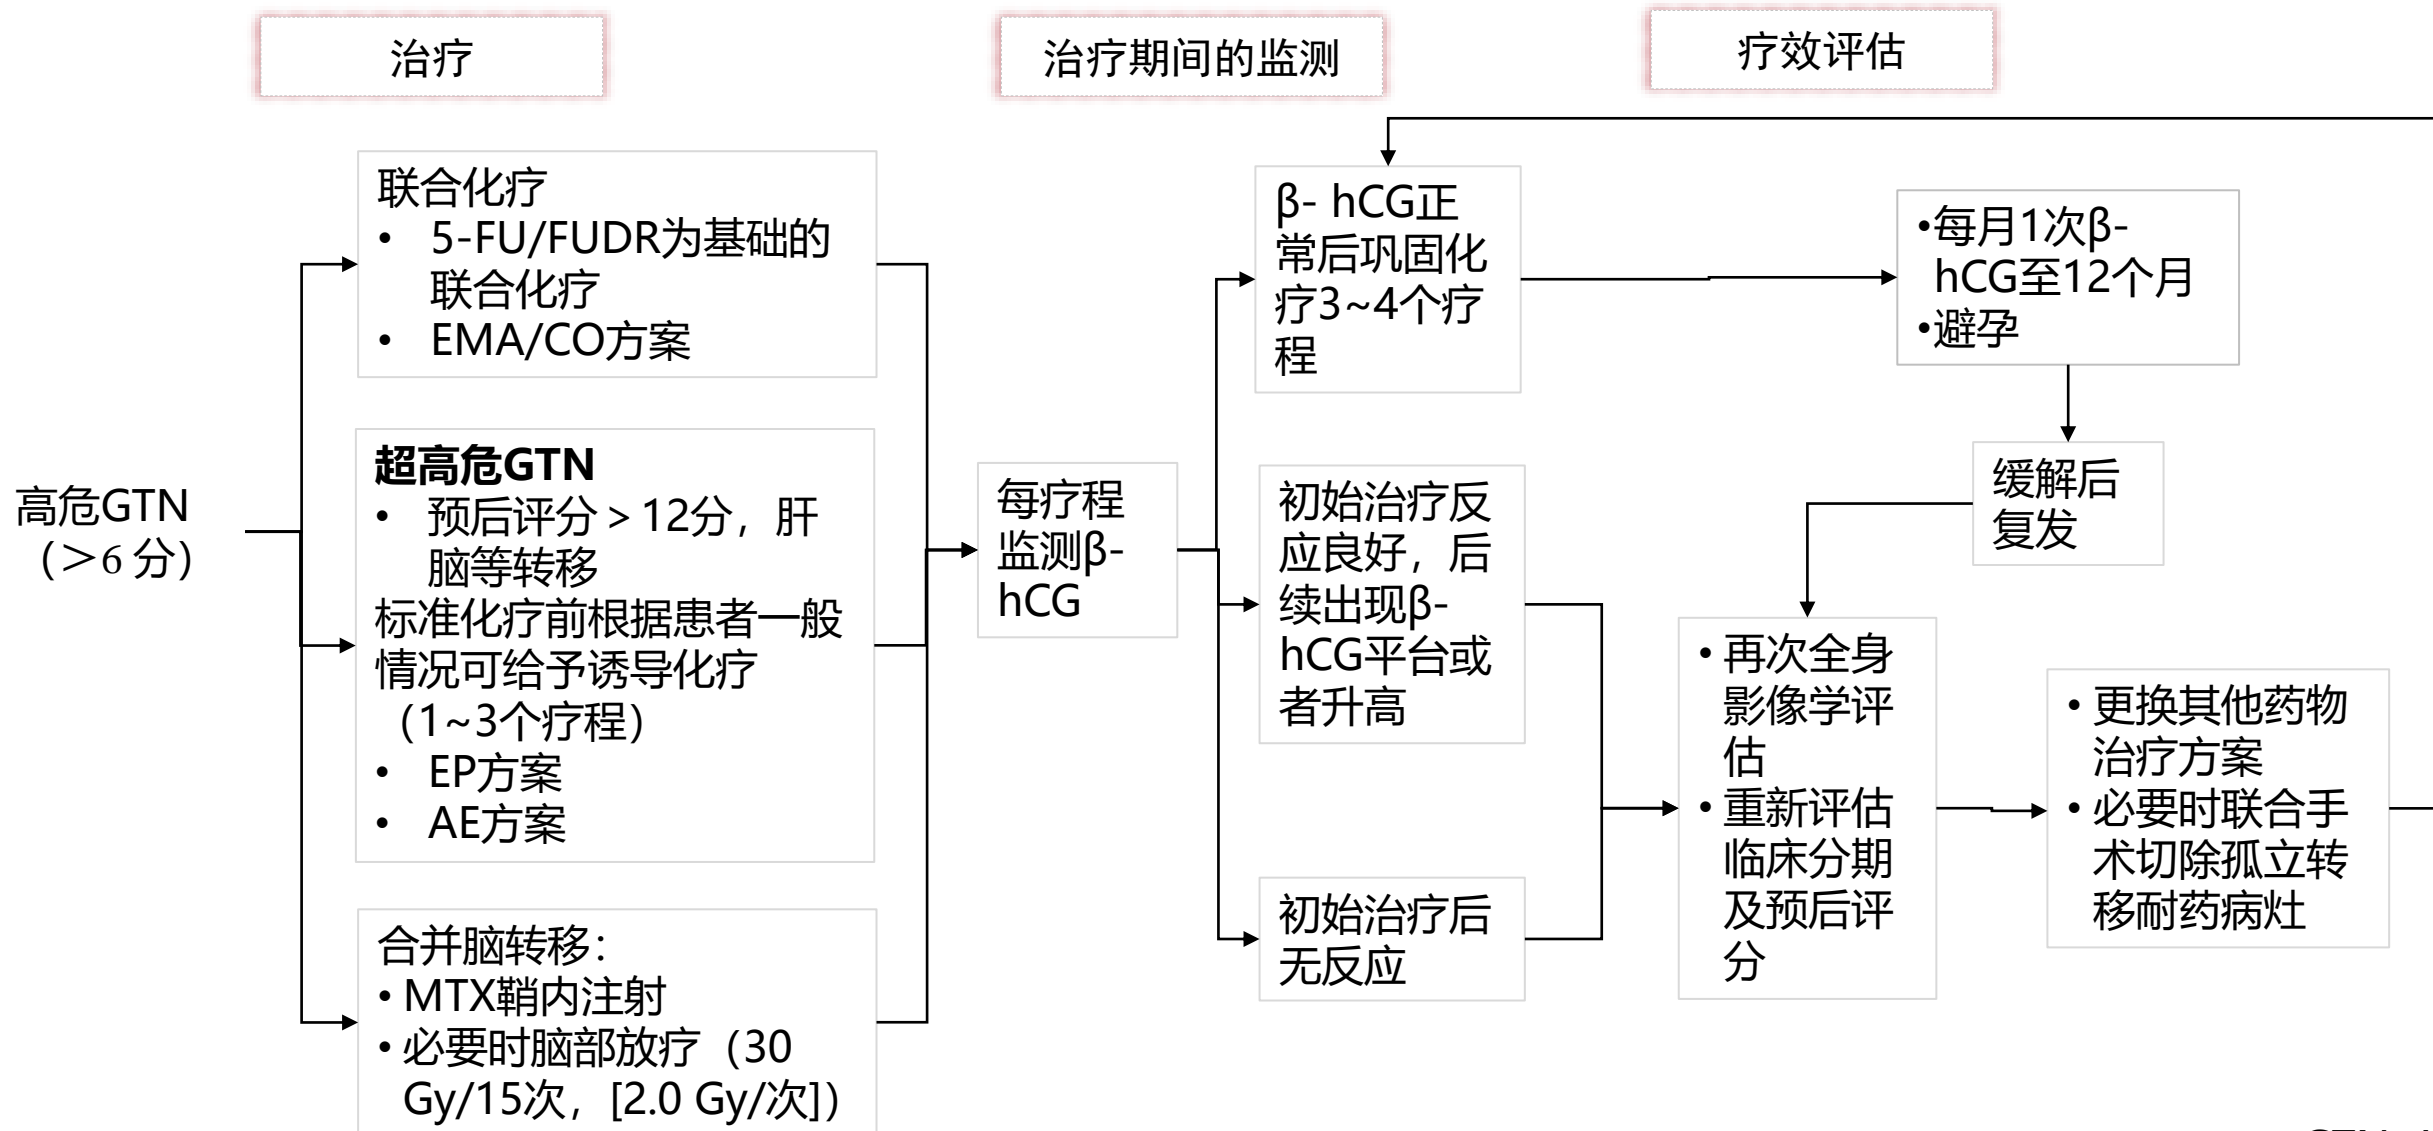 治疗
治疗期间的监测
疗效评估
高危GTN
（＞6 分）
联合化疗
• 5-FU/FUDR为基础的
联合化疗
• EMA/CO方案
超高危GTN
• 预后评分＞12分，肝
脑等转移
标准化疗前根据患者一般
情况可给予诱导化疗
（1~3个疗程）
• EP方案
• AE方案
合并脑转移：
• MTX鞘内注射
• 必要时脑部放疗（30
Gy/15次，[2.0 Gy/次]）
每疗程
监测β-
hCG
β- hCG正
常后巩固化
疗3~4个疗
程
初始治疗反
应良好，后
续出现β-
hCG平台或
者升高
初始治疗后
无反应
•每月1次β-
hCG至12个月
•避孕
缓解后
复发
• 再次全身
影像学评
估
• 重新评估
临床分期
及预后评
分
• 更换其他药物
治疗方案
• 必要时联合手
术切除孤立转
移耐药病灶